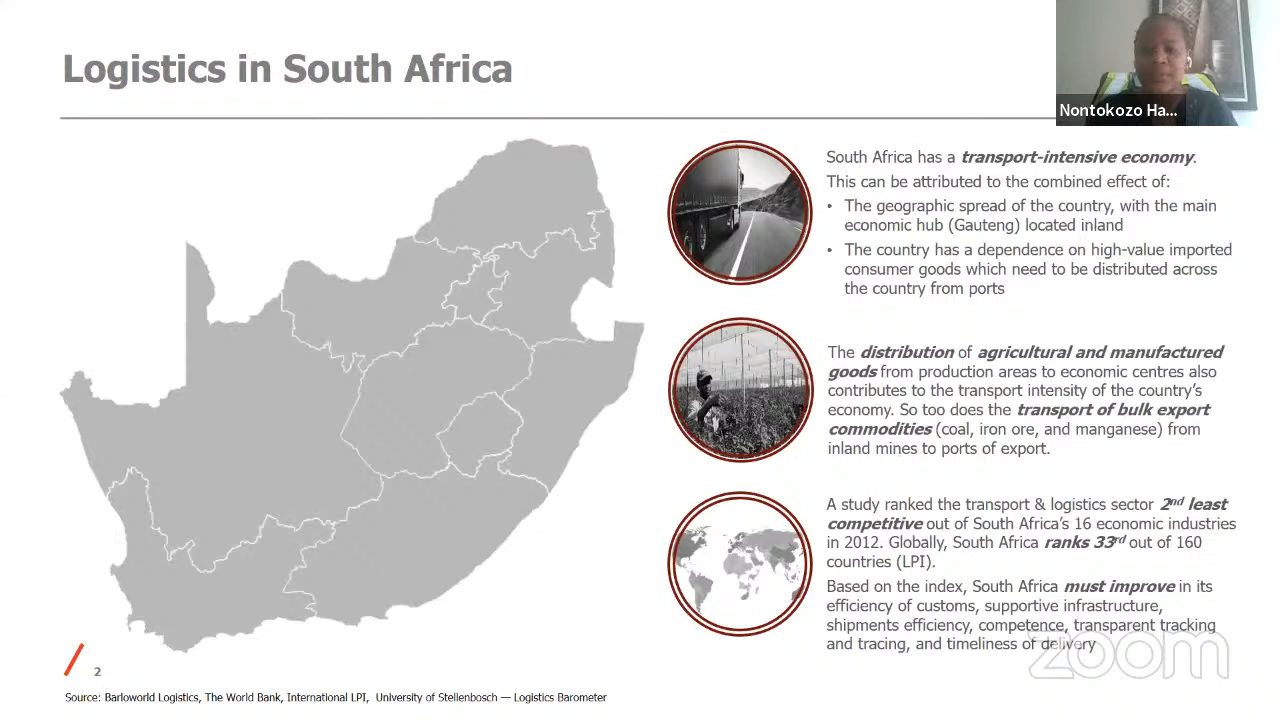 Logistics in South Africa
Nontokozo Ha...
South Africa has a transport-intensive economy.
This can be attributed to the combined effect of:
• The geographic spread of the country, with the main
economic hub (Gauteng) located inland
• The country has a dependence on high-value imported
consumer goods which need to be distributed across
the country from ports
The distribution of agricultural and manufactured
goods from production areas to economic centres also
contributes to the transport intensity of the country's
economy. So too does the transport of bulk export
commodities (coal, iron ore, and manganese) from
inland mines to ports of export.
A study ranked the transport & logistics sector 2nd least
competitive out of South Africa's 16 economic industries
in 2012. Globally, South Africa ranks 33rd out of 160
countries (LPI).
Based on the index, South Africa must improve in its
efficiency of customs, supportive infrastructure,
shipments efficiency, competence, transparent tracking
and tracing, and timeliness of delivery
zoom
2
Source: Barloworld Logistics, The World Bank, International LPI, University of Stellenbosch — Logistics Barometer